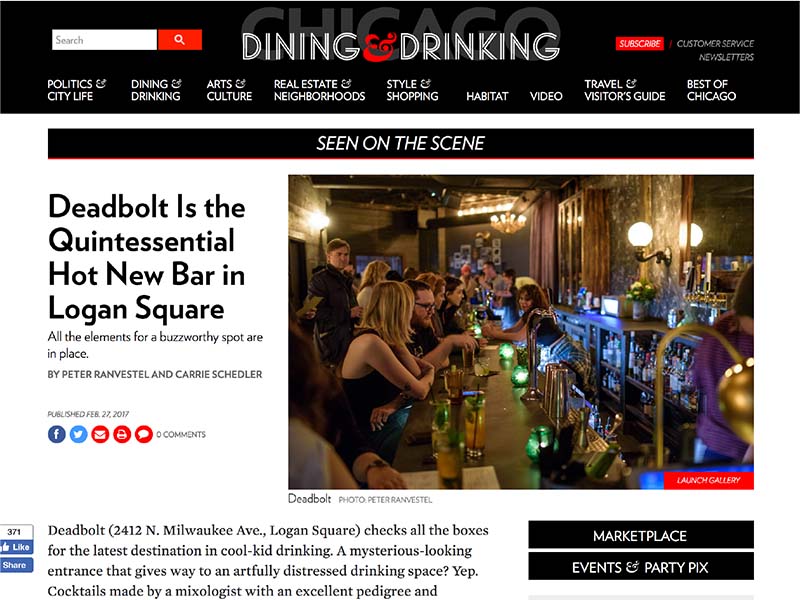 CHICAGO
Search
DINING & DRINKING
SUBSCRIBE / CUSTOMER SERVICE
NEWSLETTERS
POLITICS &
CITY LIFE
DINING &
DRINKING
ARTS &
CULTURE
REAL ESTATE &
NEIGHBORHOODS
STYLE &
SHOPPING
HABITAT
VIDEO
TRAVEL &
VISITOR'S GUIDE
BEST OF
CHICAGO
SEEN ON THE SCENE
Deadbolt Is the
Quintessential
Hot New Bar in
Logan Square
All the elements for a buzzworthy spot are
in place.
BY PETER RANVESTEL AND CARRIE SCHEDLER
PUBLISHED FEB. 27, 2017
0 COMMENTS
LAUNCH GALLERY
Deadbolt PHOTO: PETER RANVESTEL
371
Like
Share
Deadbolt (2412 N. Milwaukee Ave., Logan Square) checks all the boxes
for the latest destination in cool-kid drinking. A mysterious-looking
entrance that gives way to an artfully distressed drinking space? Yep.
Cocktails made by a mixologist with an excellent pedigree and
MARKETPLACE
EVENTS & PARTY PIX